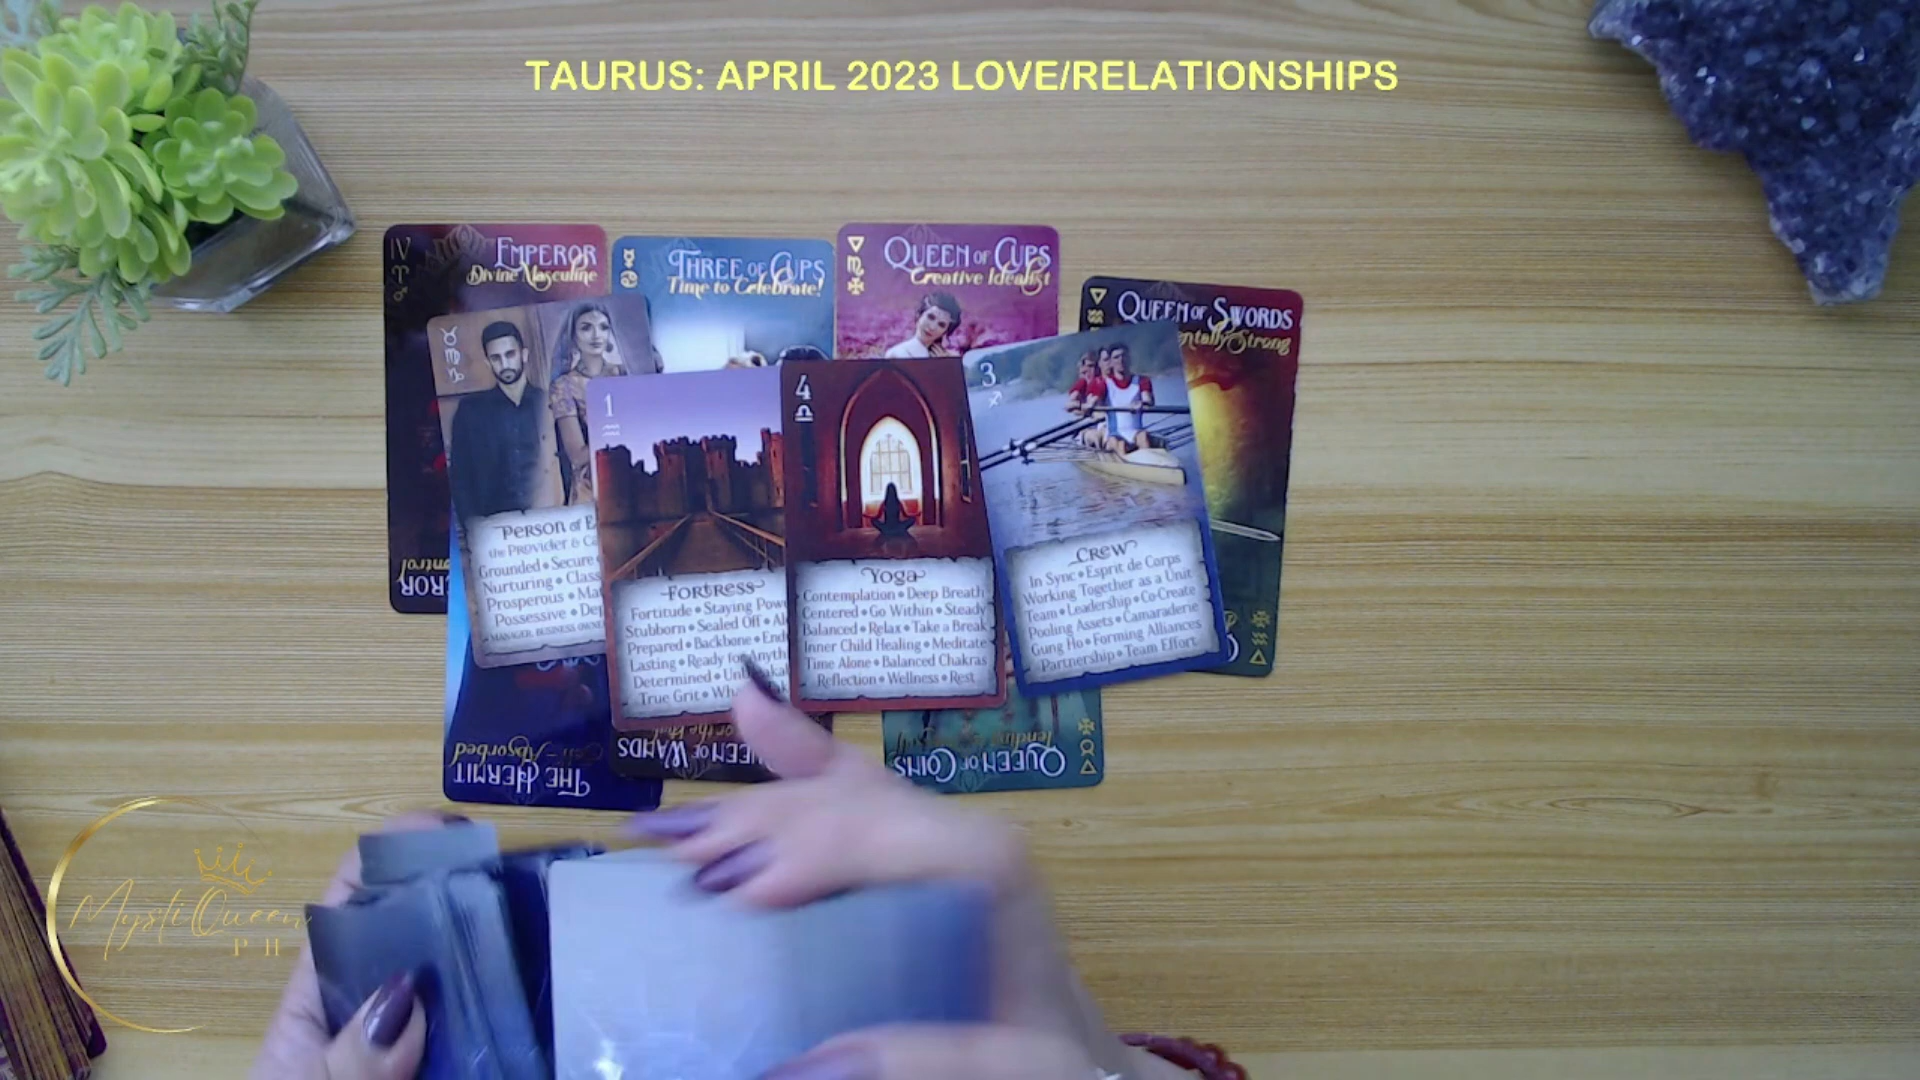 TAURUS: APRIL 2023 LOVE/RELATIONSHIPS
IV
EMPEROR
Divine Masculine
THREE OF CUPS
Time to Celebrate!
QUEEN OF CUPS
Creative Idealist
QUEEN OF SWORDS
Strong
PERSON OF
the PROVIDER &
Grounded • Secure
Nurturing •
Prosperous •
Possessive •
MANAGER, BUSINESS
1
FORTRESS
Fortitude • Staying
Stubborn • Sealed Off •
Prepared • Backbone •
Lasting • Ready for
Determined •
True Grit •
4
Yoga
Contemplation • Deep Breath
Centered • Go Within • Steady
Balanced • Relax • Take a Break
Inner Child Healing • Meditate
Time Alone • Balanced Chakras
Reflection • Wellness • Rest
3
CREW
In Sync • Esprit de Corps
Working Together as a Unit
Team • Leadership • Co-Create
Pooling Assets • Camaraderie
Gung Ho • Forming Alliances
Partnership • Team Effort
Self-Absorbed
THE HERMIT
QUEEN OF WANDS
QUEEN OF COINS
MystiQueen
PH